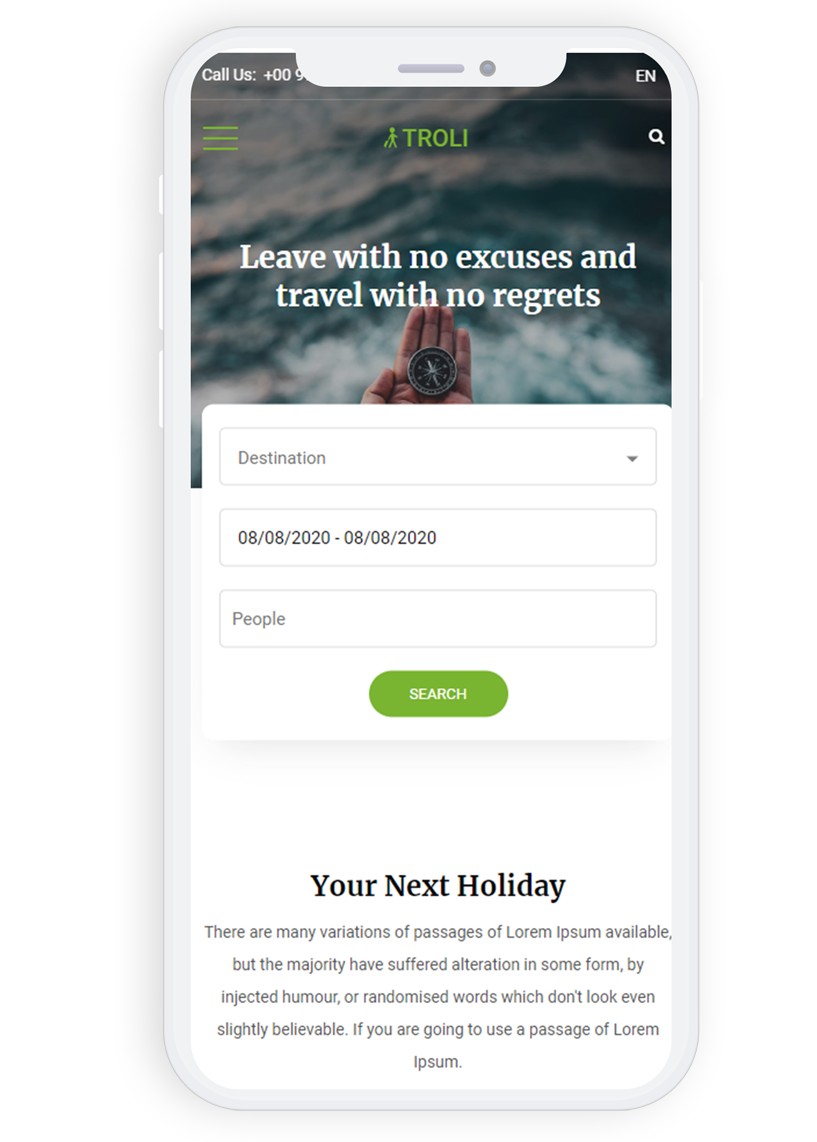 Call Us: +00 9
EN
TROLI
Leave with no excuses and
travel with no regrets
Destination
08/08/2020 - 08/08/2020
People
SEARCH
Your Next Holiday
There are many variations of passages of Lorem Ipsum available,
but the majority have suffered alteration in some form, by
injected humour, or randomised words which don't look even
slightly believable. If you are going to use a passage of Lorem
Ipsum.